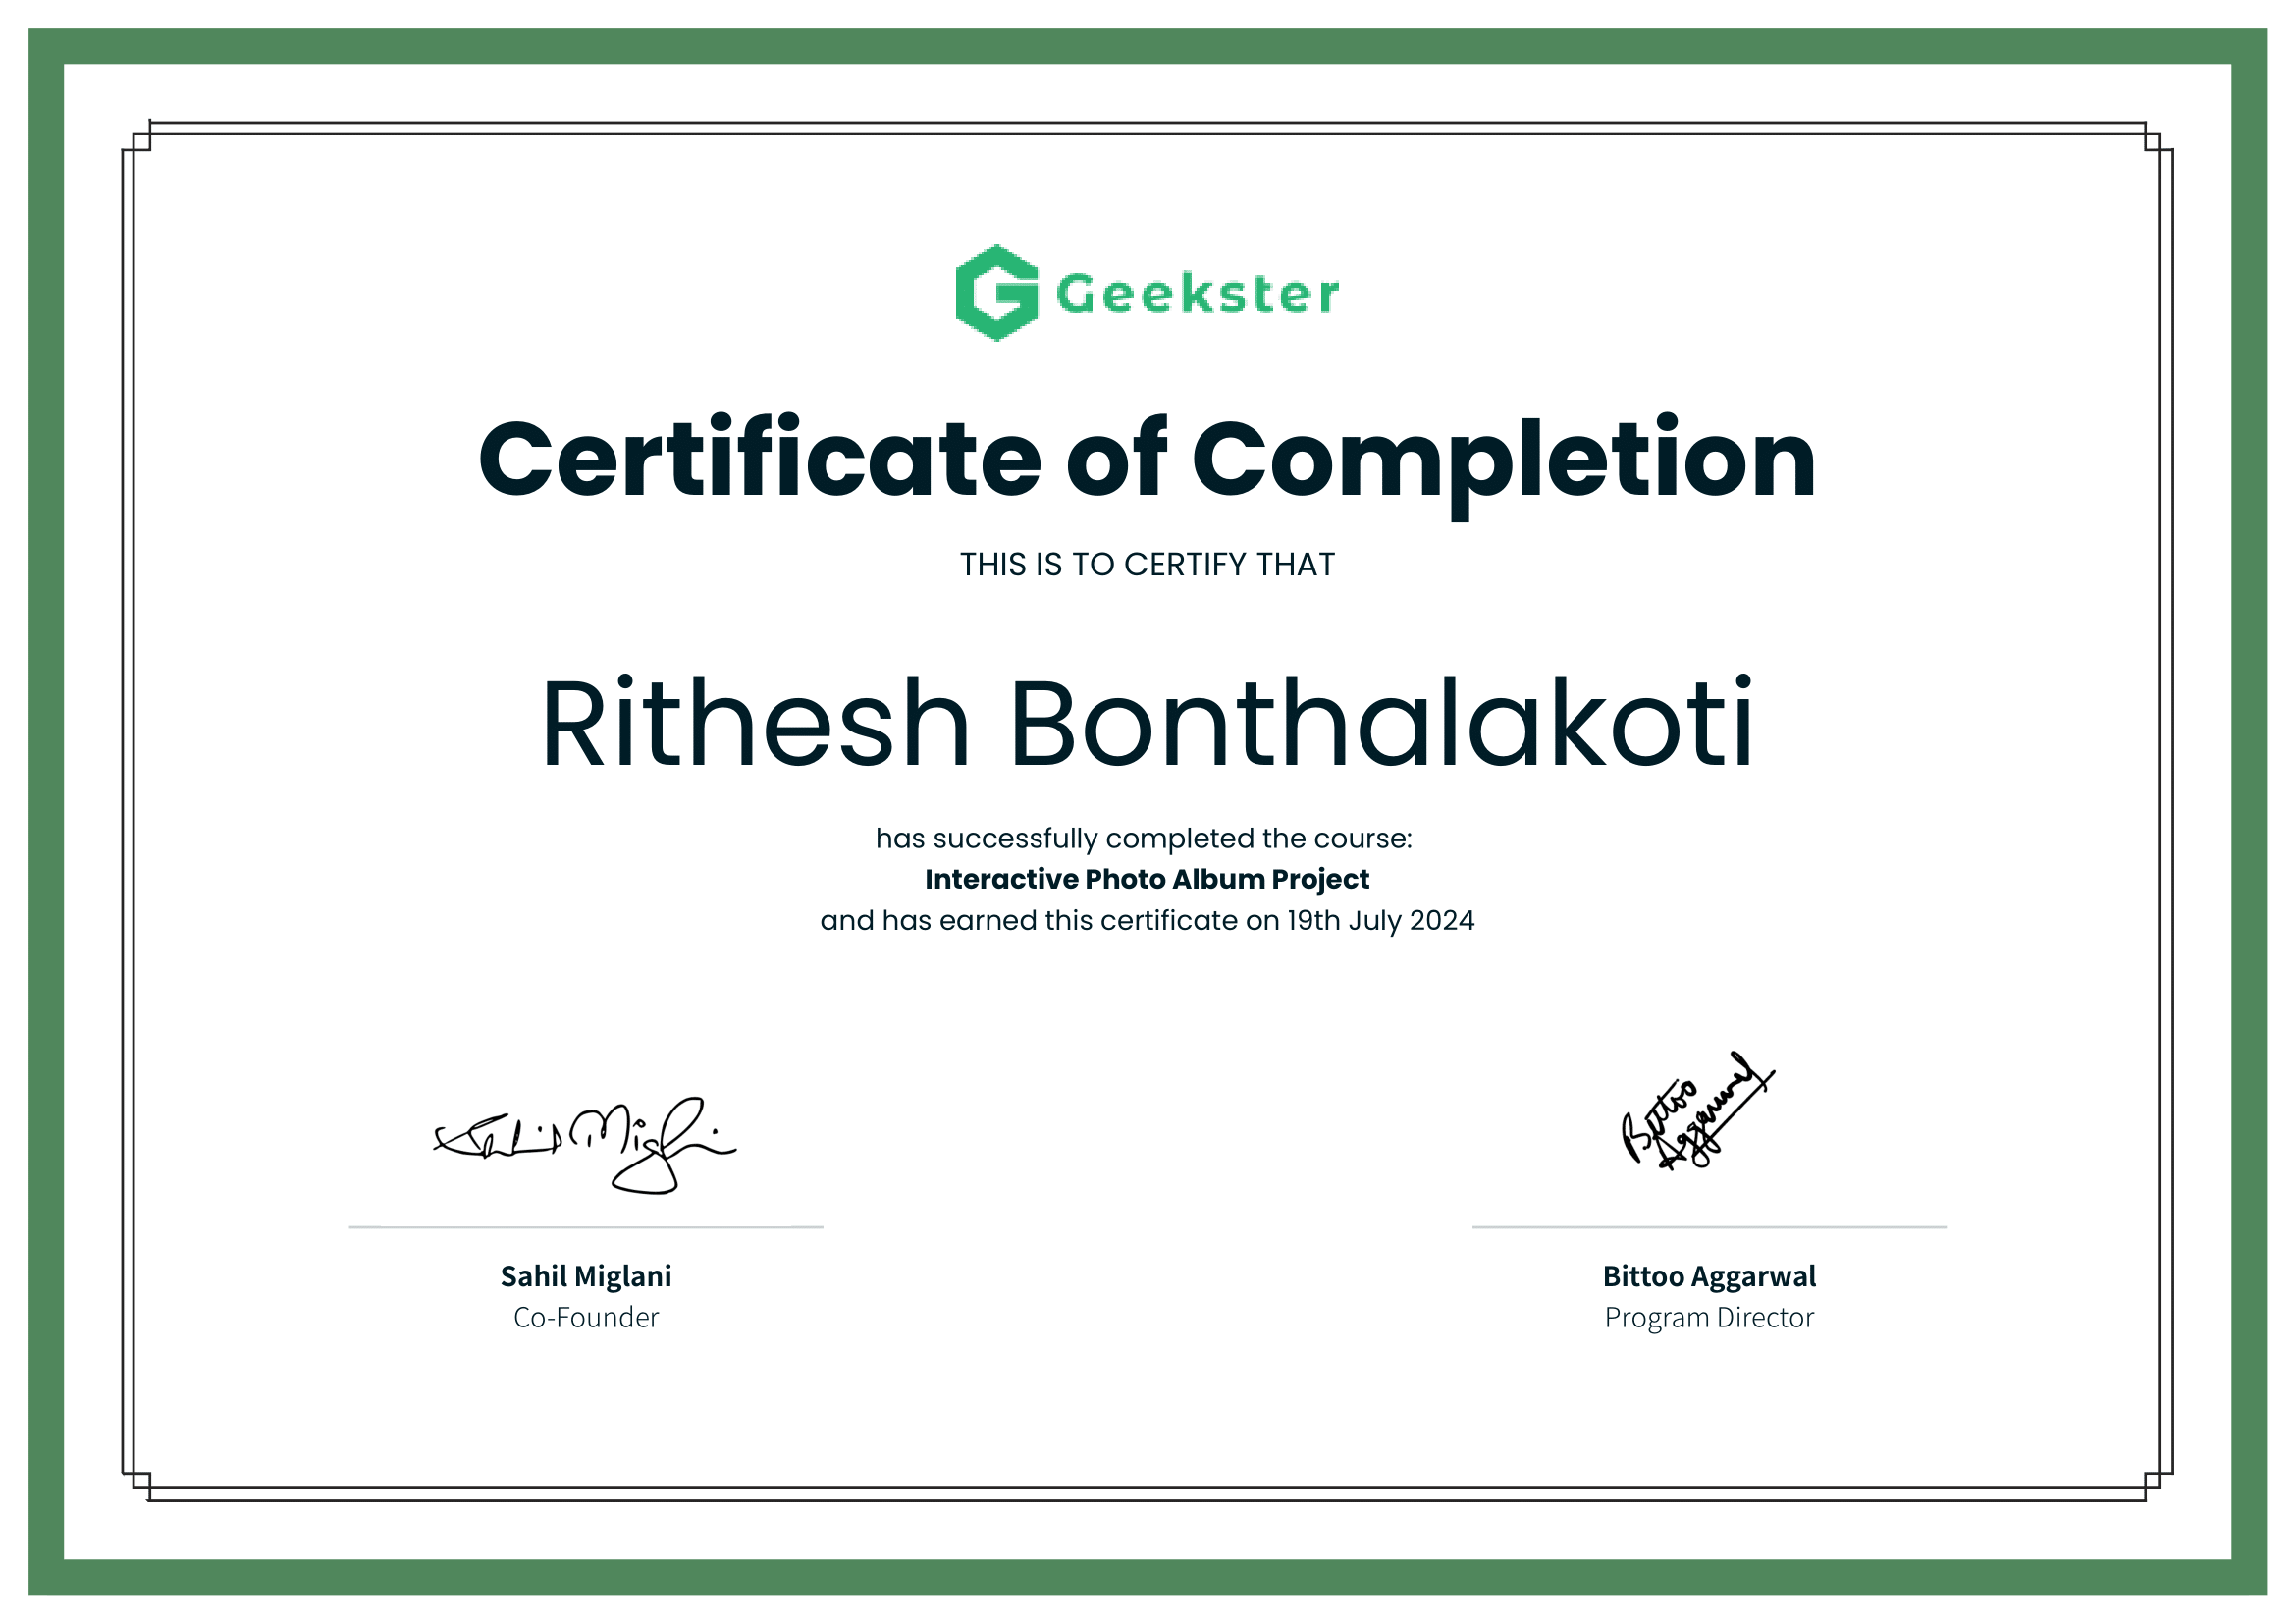 Geekster
Certificate of Completion
THIS IS TO CERTIFY THAT
Rithesh Bonthalakoti
has successfully completed the course:
Interactive Photo Album Project
and has earned this certificate on 19th July 2024
Sahil Miglani
Bittoo
Aggarwal
Sahil Miglani
Co-Founder
Bittoo Aggarwal
Program Director